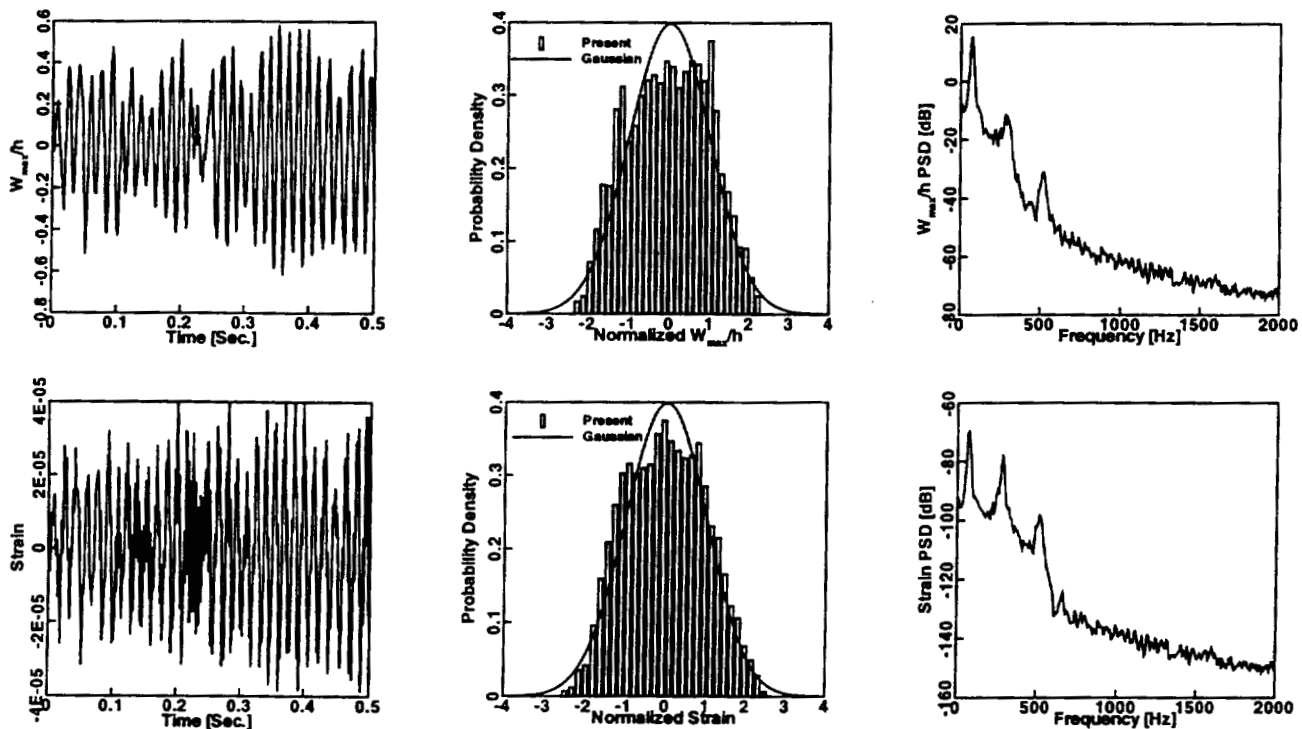 W_max/h
0.6
0.4
0.2
0
-0.2
-0.4
-0.6
-0.8
0 0.1 0.2 0.3 0.4 0.5
Time [Sec.]
Probability Density
0.4
0.3
0.2
0.1
0
Present
Gaussian
-4 -3 -2 -1 0 1 2 3 4
Normalized W_max/h
W_max/h PSD [dB]
20
0
-20
-40
-60
-80
0 500 1000 1500 2000
Frequency [Hz]
Strain
4E-05
2E-05
0
-2E-05
-4E-05
0 0.1 0.2 0.3 0.4 0.5
Time [Sec.]
Probability Density
0.4
0.3
0.2
0.1
0
Present
Gaussian
-4 -3 -2 -1 0 1 2 3 4
Normalized Strain
Strain PSD [dB]
-60
-80
-100
-120
-140
-160
0 500 1000 1500 2000
Frequency [Hz]